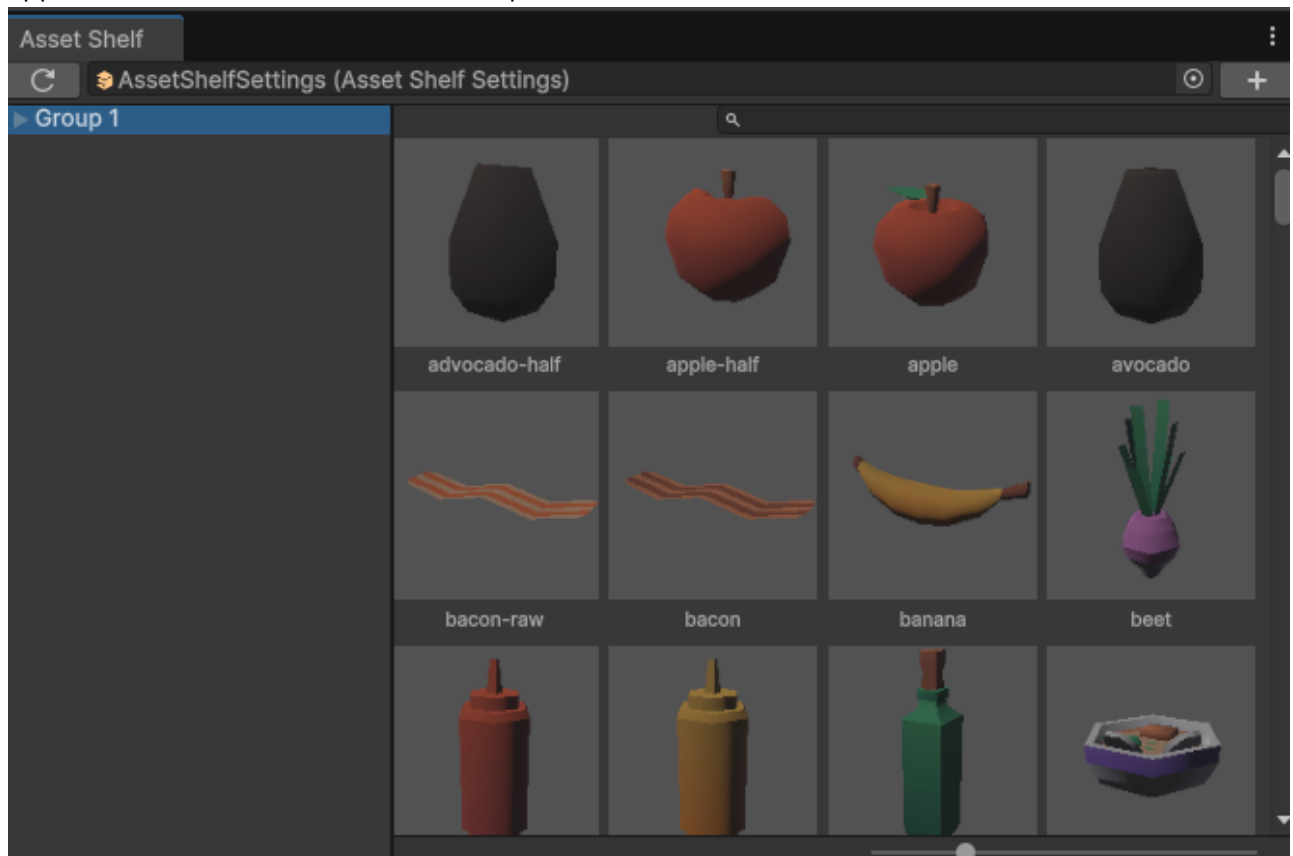 Asset Shelf
AssetShelfSettings (Asset Shelf Settings)
Group 1
advocado-half
apple-half
apple
avocado
bacon-raw
bacon
banana
beet